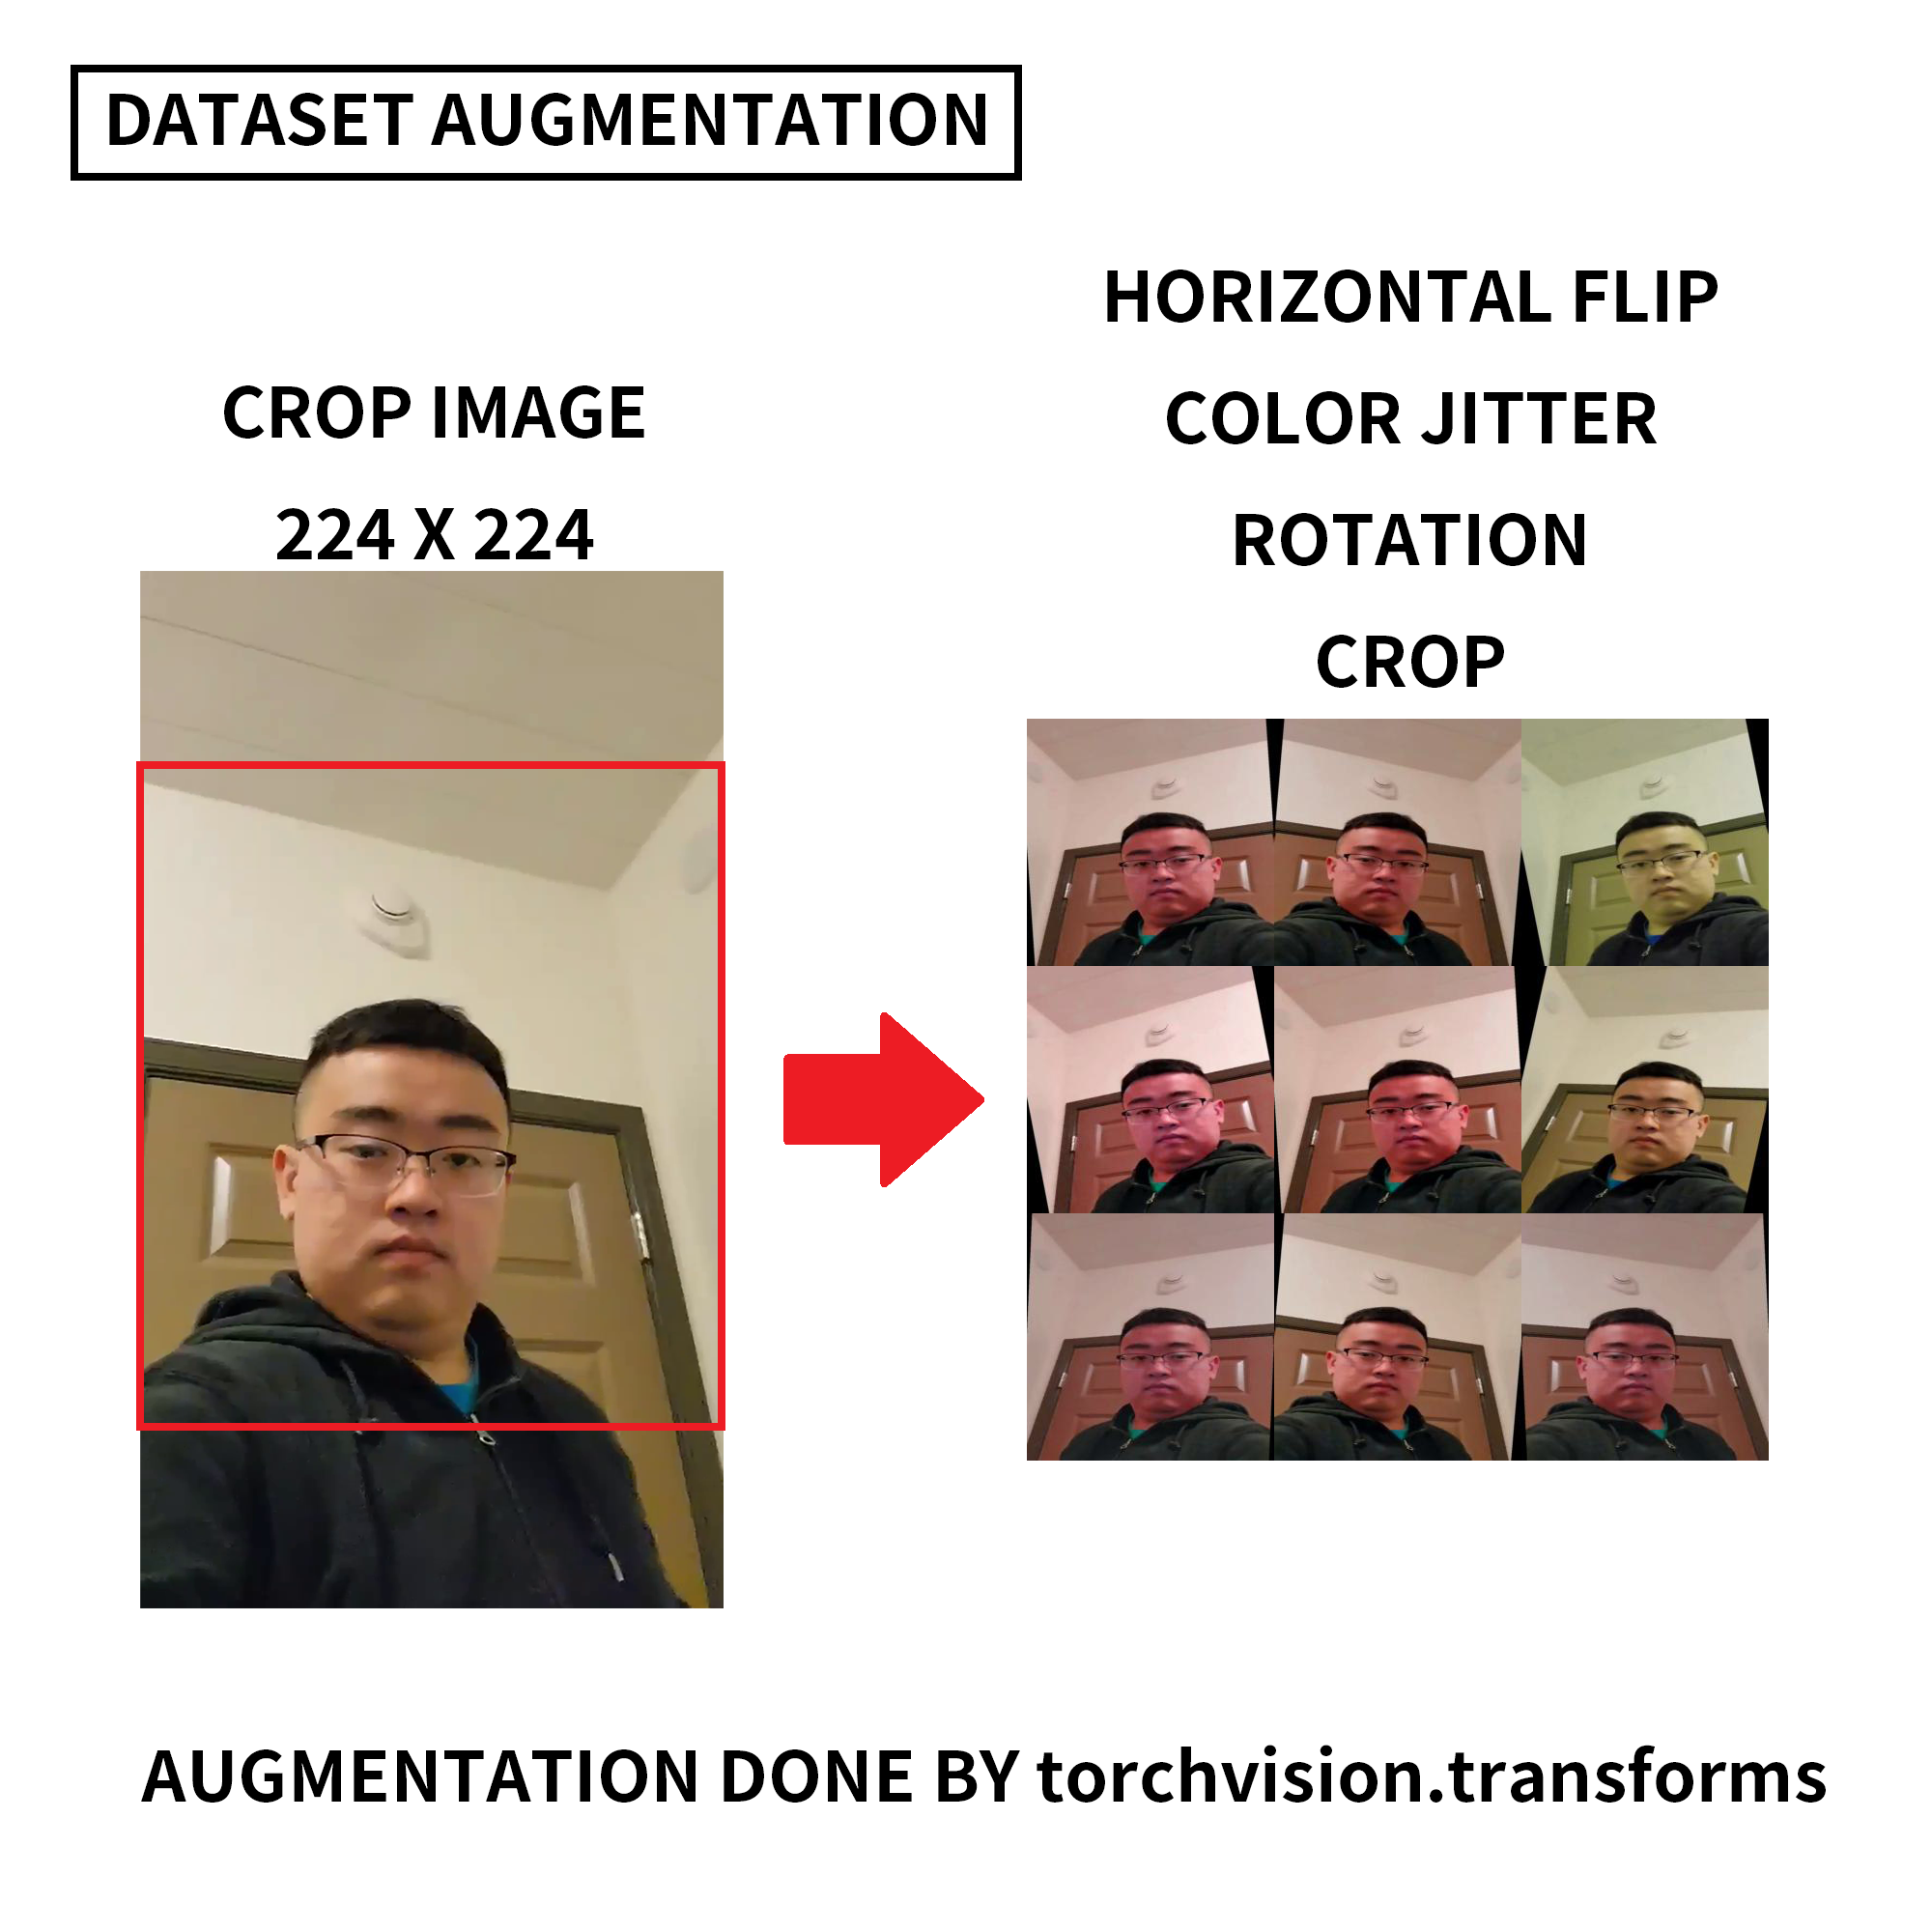 DATASET AUGMENTATION
CROP IMAGE
224 X 224
HORIZONTAL FLIP
COLOR JITTER
ROTATION
CROP
AUGMENTATION DONE BY torchvision.transforms